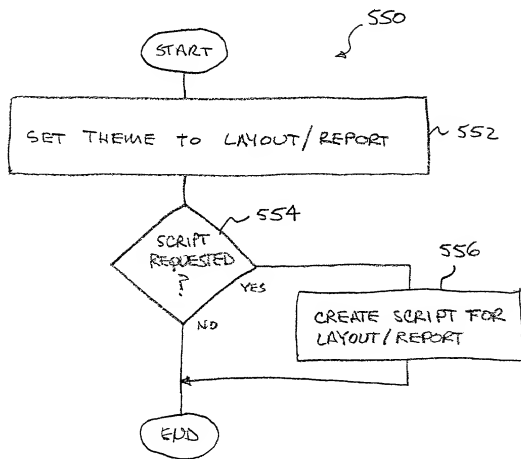 550
START
SET THEME TO LAYOUT/REPORT
552
554
SCRIPT
REQUESTED
?
YES
NO
556
CREATE SCRIPT FOR
LAYOUT/REPORT
END